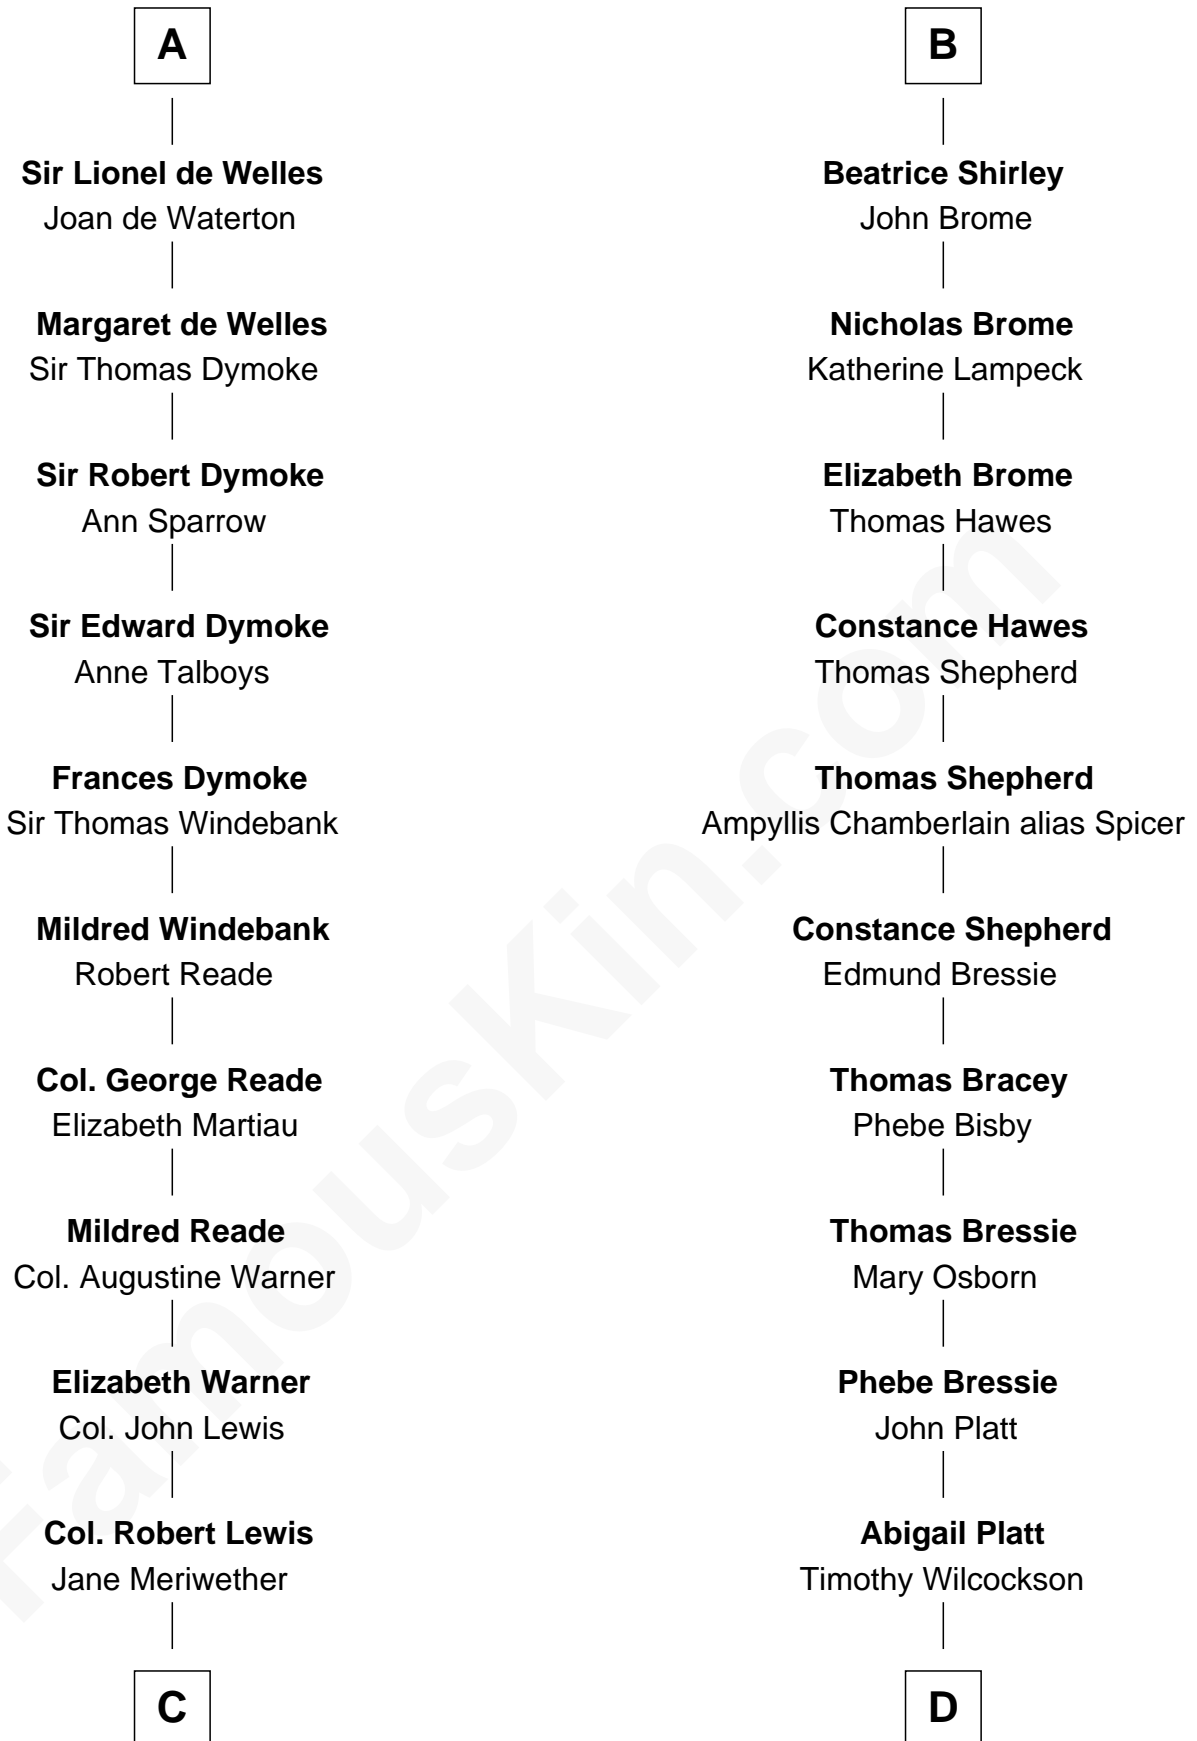 A
Sir Lionel de Welles
Joan de Waterton
Margaret de Welles
Sir Thomas Dymoke
Sir Robert Dymoke
Ann Sparrow
Sir Edward Dymoke
Anne Talboys
Frances Dymoke
Sir Thomas Windebank
Mildred Windebank
Robert Reade
Col. George Reade
Elizabeth Martiau
Mildred Reade
Col. Augustine Warner
Elizabeth Warner
Col. John Lewis
Col. Robert Lewis
Jane Meriwether
C
B
Beatrice Shirley
John Brome
Nicholas Brome
Katherine Lampeck
Elizabeth Brome
Thomas Hawes
Constance Hawes
Thomas Shepherd
Thomas Shepherd
Ampyllis Chamberlain alias Spicer
Constance Shepherd
Edmund Bressie
Thomas Bracey
Phebe Bisby
Thomas Bressie
Mary Osborn
Phebe Bressie
John Platt
Abigail Platt
Timothy Wilcockson
D
FamousKin.com